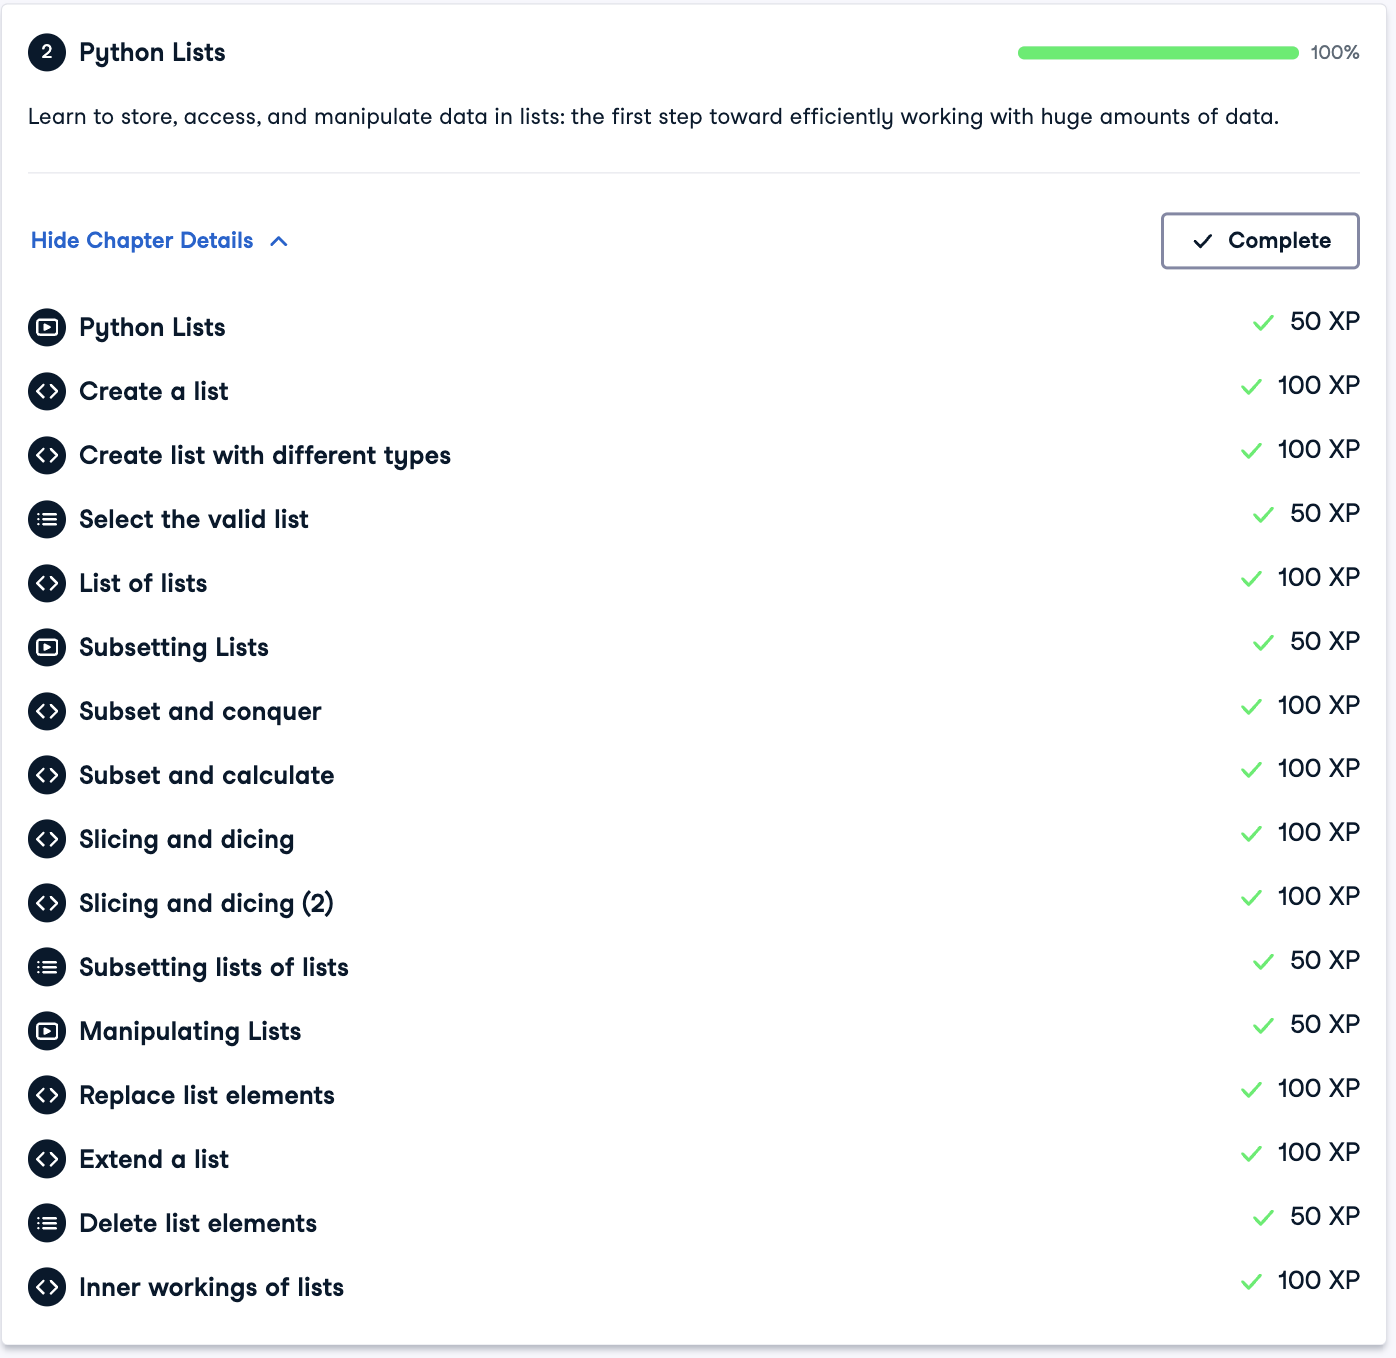 2 Python Lists 100%
Learn to store, access, and manipulate data in lists: the first step toward efficiently working with huge amounts of data.
Hide Chapter Details Complete
Python Lists 50 XP
Create a list 100 XP
Create list with different types 100 XP
Select the valid list 50 XP
List of lists 100 XP
Subsetting Lists 50 XP
Subset and conquer 100 XP
Subset and calculate 100 XP
Slicing and dicing 100 XP
Slicing and dicing (2) 100 XP
Subsetting lists of lists 50 XP
Manipulating Lists 50 XP
Replace list elements 100 XP
Extend a list 100 XP
Delete list elements 50 XP
Inner workings of lists 100 XP